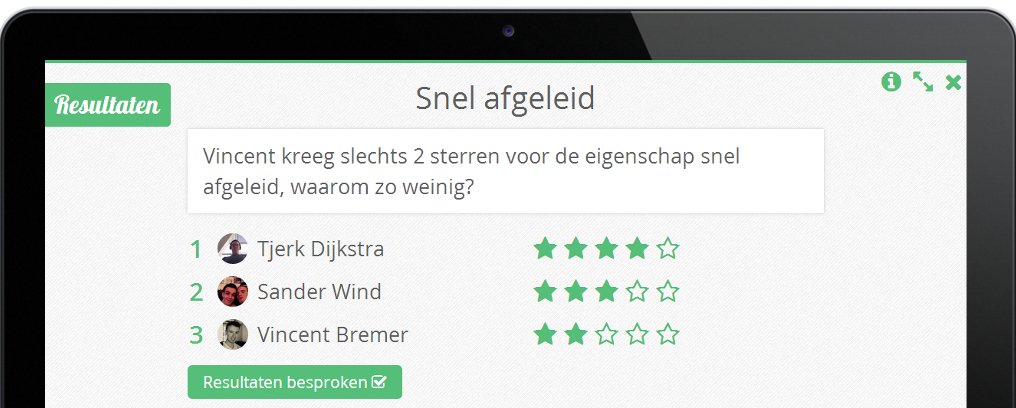 Resultaten
Snel afgeleid
Vincent kreeg slechts 2 sterren voor de eigenschap snel
afgeleid, waarom zo weinig?
1 Tjerk Dijkstra
2 Sander Wind
3 Vincent Bremer
Resultaten besproken